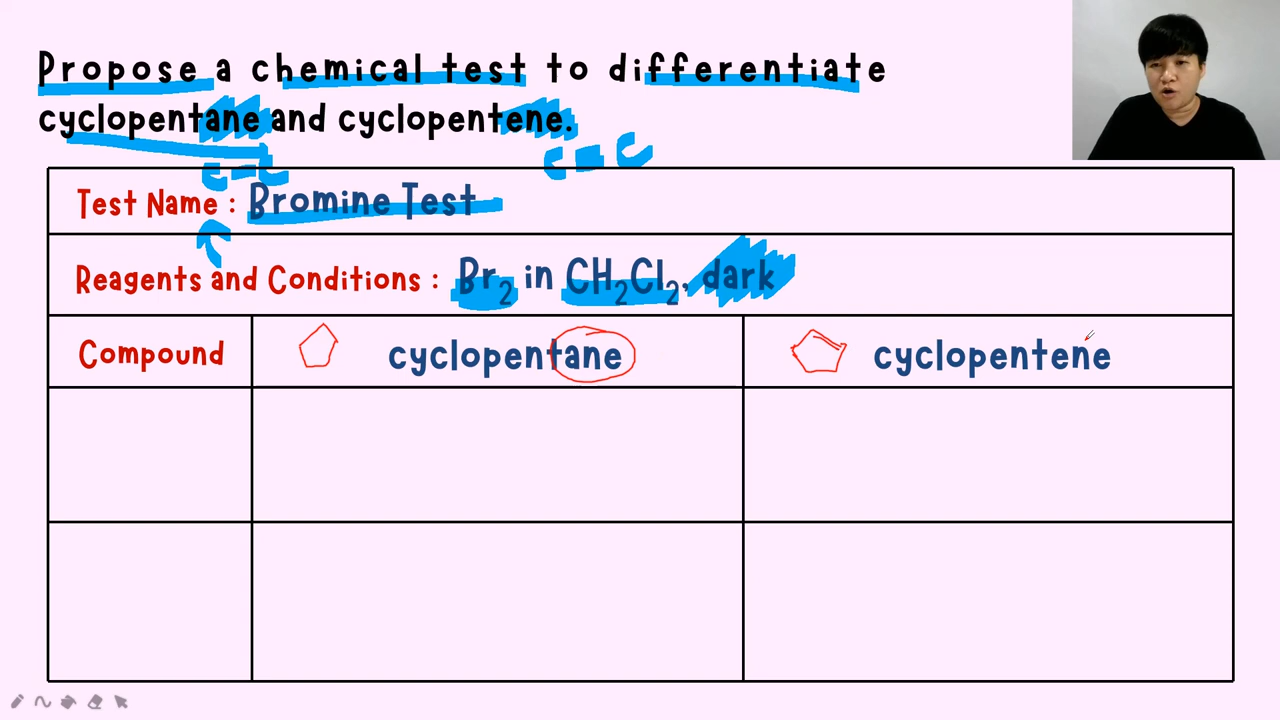 Propose a chemical test to differentiate
cyclopentane and cyclopentene.
C-C C=C
Test Name : Bromine Test
Reagents and Conditions : Br₂ in CH₂Cl₂, dark
Compound cyclopentane cyclopentene